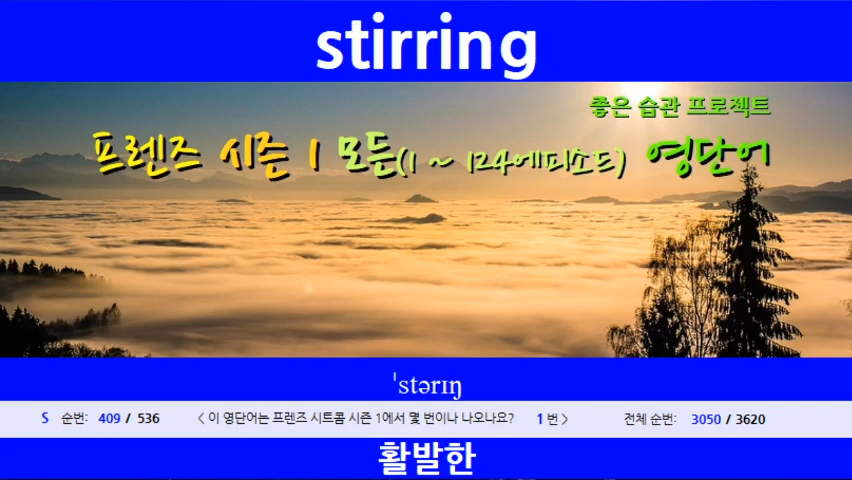 stirring
좋은 습관 프로젝트
프렌즈 시즌 1 모든(1 ~ 124에피소드) 영단어
ˈstərɪŋ
S 순번: 409 / 536 < 이 영단어는 프렌즈 시트콤 시즌 1에서 몇 번이나 나오나요? 1 번 > 전체 순번: 3050 / 3620
활발한